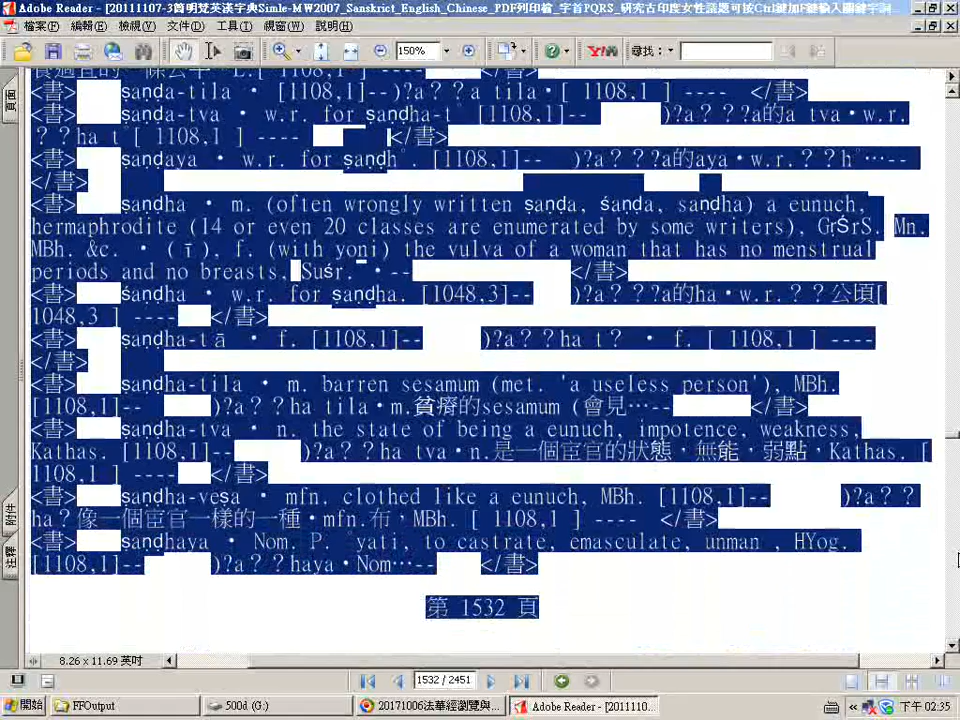 Adobe Reader - [20111107-3簡明梵英漢字典Simle-MW2007_Sanskrict_English_Chinese_PDF列印檔_字首PQRS_研究古印度女性議題可按Ctrl鍵加F鍵輸入關鍵字詞
檔案(F) 編輯(E) 檢視(V) 文件(D) 工具(T) 視窗(W) 說明(H)
150% 尋找：
<書> ṣaṇḍa-tila · [1108,1]--)?a？？a tila·[ 1108,1 ] ---- </書>
<書> ṣaṇḍa-tva · w.r. for ṣaṇḍha-t° [1108,1]-- )?a？？?a的a tva·w.r.
？？ha t°[ 1108,1 ] ---- </書>
<書> ṣaṇḍaya · w.r. for ṣaṇḍh°. [1108,1]-- )?a？？?a的aya·w.r.？？h°…--
</書>
<書> ṣaṇḍha · m. (often wrongly written ṣaṇḍa, śaṇḍa, saṇḍha) a eunuch,
hermaphrodite (14 or even 20 classes are enumerated by some writers), GṛŚrS. Mn.
MBh. &c. · (ī), f. (with yoni) the vulva of a woman that has no menstrual
periods and no breasts, Suśr. ·--  </書>
<書> śaṇḍha · w.r. for ṣaṇḍha. [1048,3]-- )?a？？?a的ha·w.r.？？公頃[
1048,3 ] ---- </書>
<書> ṣaṇḍha-tā · f. [1108,1]-- )?a？？ha t？ · f. [ 1108,1 ] ----
</書>
<書> ṣaṇḍha-tila · m. barren sesamum (met. 'a useless person'), MBh.
[1108,1]-- )?a？？ha tila·m.貧瘠的sesamum (會見…-- </書>
<書> ṣaṇḍha-tva · n. the state of being a eunuch, impotence, weakness,
Kathas. [1108,1]-- )?a？？ha tva·n.是一個宦官的狀態，無能，弱點，Kathas.[
1108,1 ] ---- </書>
<書> ṣaṇḍha-veṣa · mfn. clothed like a eunuch, MBh. [1108,1]-- )?a？？
ha？像一個宦官一樣的一種·mfn.布，MBh.[ 1108,1 ] ---- </書>
<書> ṣaṇḍhaya · Nom. P. °yati, to castrate, emasculate, unman , HYog.
[1108,1]-- )?a？？haya·Nom…-- </書>
第 1532 頁
頁面
附件
注釋
8.26 x 11.69 英吋
1532 / 2451
開始 FFOutput 500d (G:) 20171006法華經瀏覽與... Adobe Reader - [2011110... 下午 02:35